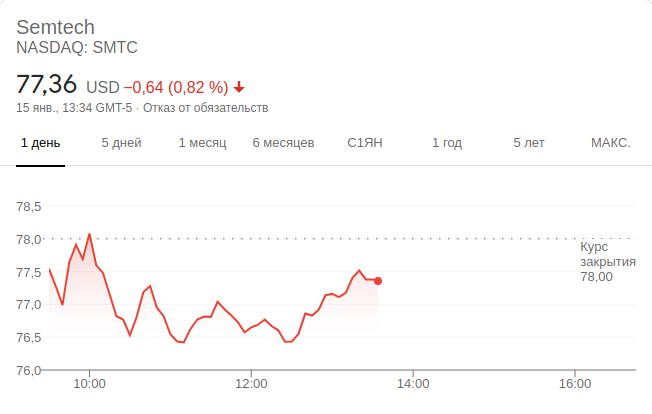 Semtech
NASDAQ: SMTC
77,36 USD −0,64 (0,82 %)
15 янв., 13:34 GMT-5 · Отказ от обязательств
1 день 5 дней 1 месяц 6 месяцев С1ЯН 1 год 5 лет МАКС.
78,5
78,0
Курс
закрытия
78,00
77,5
77,0
76,5
76,0
10:00 12:00 14:00 16:00